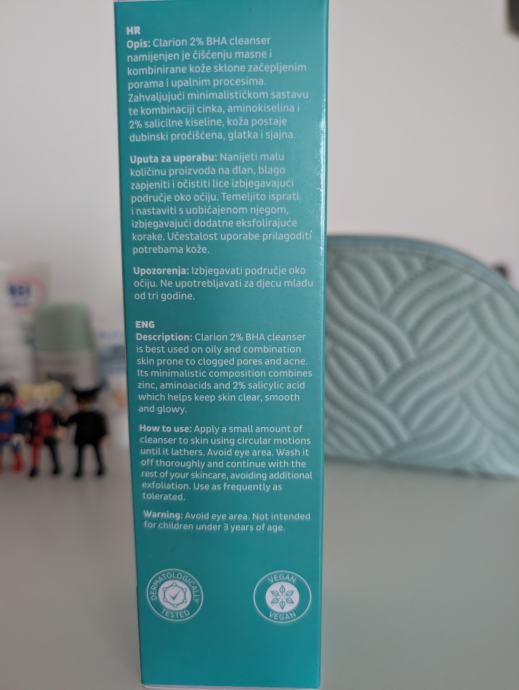 HR
Opis: Clarion 2% BHA cleanser
namijenjen je čišćenju masne i
kombinirane kože sklone začepljenim
porama i upalnim procesima.
Zahvaljujući minimalističkom sastavu
te kombinaciji cinka, aminokiselina i
2% salicilne kiseline, koža postaje
dubinski pročišćena, glatka i sjajna.
Uputa za uporabu: Nanijeti malu
količinu proizvoda na dlan, blago
zapjeniti i očistiti lice izbjegavajući
područje oko očiju. Temeljito isprati
i nastaviti s uobičajenom njegom,
izbjegavajući dodatne eksfolirajuće
korake. Učestalost uporabe prilagoditi
potrebama kože.
Upozorenja: Izbjegavati područje oko
očiju. Ne upotrebljavati za djecu mlađu
od tri godine.
ENG
Description: Clarion 2% BHA cleanser
is best used on oily and combination
skin prone to clogged pores and acne.
Its minimalistic composition combines
zinc, aminoacids and 2% salicylic acid
which helps keep skin clear, smooth
and glowy.
How to use: Apply a small amount of
cleanser to skin using circular motions
until it lathers. Avoid eye area. Wash it
off thoroughly and continue with the
rest of your skincare, avoiding additional
exfoliation. Use as frequently as
tolerated.
Warning: Avoid eye area. Not intended
for children under 3 years of age.
DERMATOLOGICALLY
TESTED
VEGAN
VEGAN